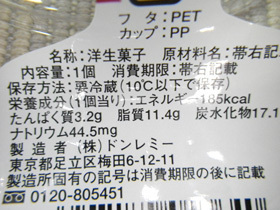 フタ:PET
カップ:PP
名称:洋生菓子 原材料名:帯右記
内容量:1個 消費期限:帯右記載
保存方法:要冷蔵(10℃以下で保存)
栄養成分(1個当り):エネルギー185kcal
たんぱく質3.2g 脂質11.4g 炭水化物17.1
ナトリウム44.5mg
製造者(株)ドンレミー
東京都足立区梅田6-12-11
製造所固有の記号は消費期限の後に記載
0120-805451